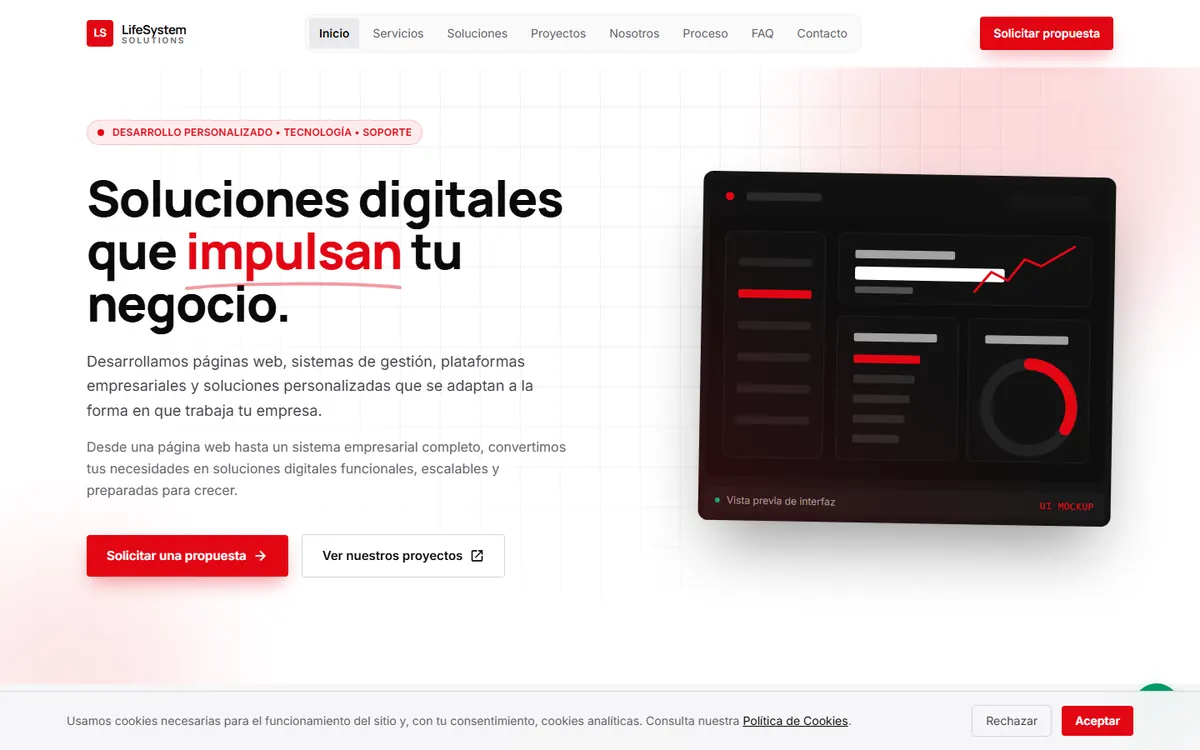 LS
LifeSystem
SOLUTIONS
Inicio
Servicios
Soluciones
Proyectos
Nosotros
Proceso
FAQ
Contacto
Solicitar propuesta
DESARROLLO PERSONALIZADO • TECNOLOGÍA • SOPORTE
Soluciones digitales
que impulsan tu
negocio.
Desarrollamos páginas web, sistemas de gestión, plataformas
empresariales y soluciones personalizadas que se adaptan a la
forma en que trabaja tu empresa.
Desde una página web hasta un sistema empresarial completo, convertimos
tus necesidades en soluciones digitales funcionales, escalables y
preparadas para crecer.
Solicitar una propuesta →
Ver nuestros proyectos
Vista previa de interfaz
UI MOCKUP
Usamos cookies necesarias para el funcionamiento del sitio y, con tu consentimiento, cookies analíticas. Consulta nuestra Política de Cookies.
Rechazar
Aceptar